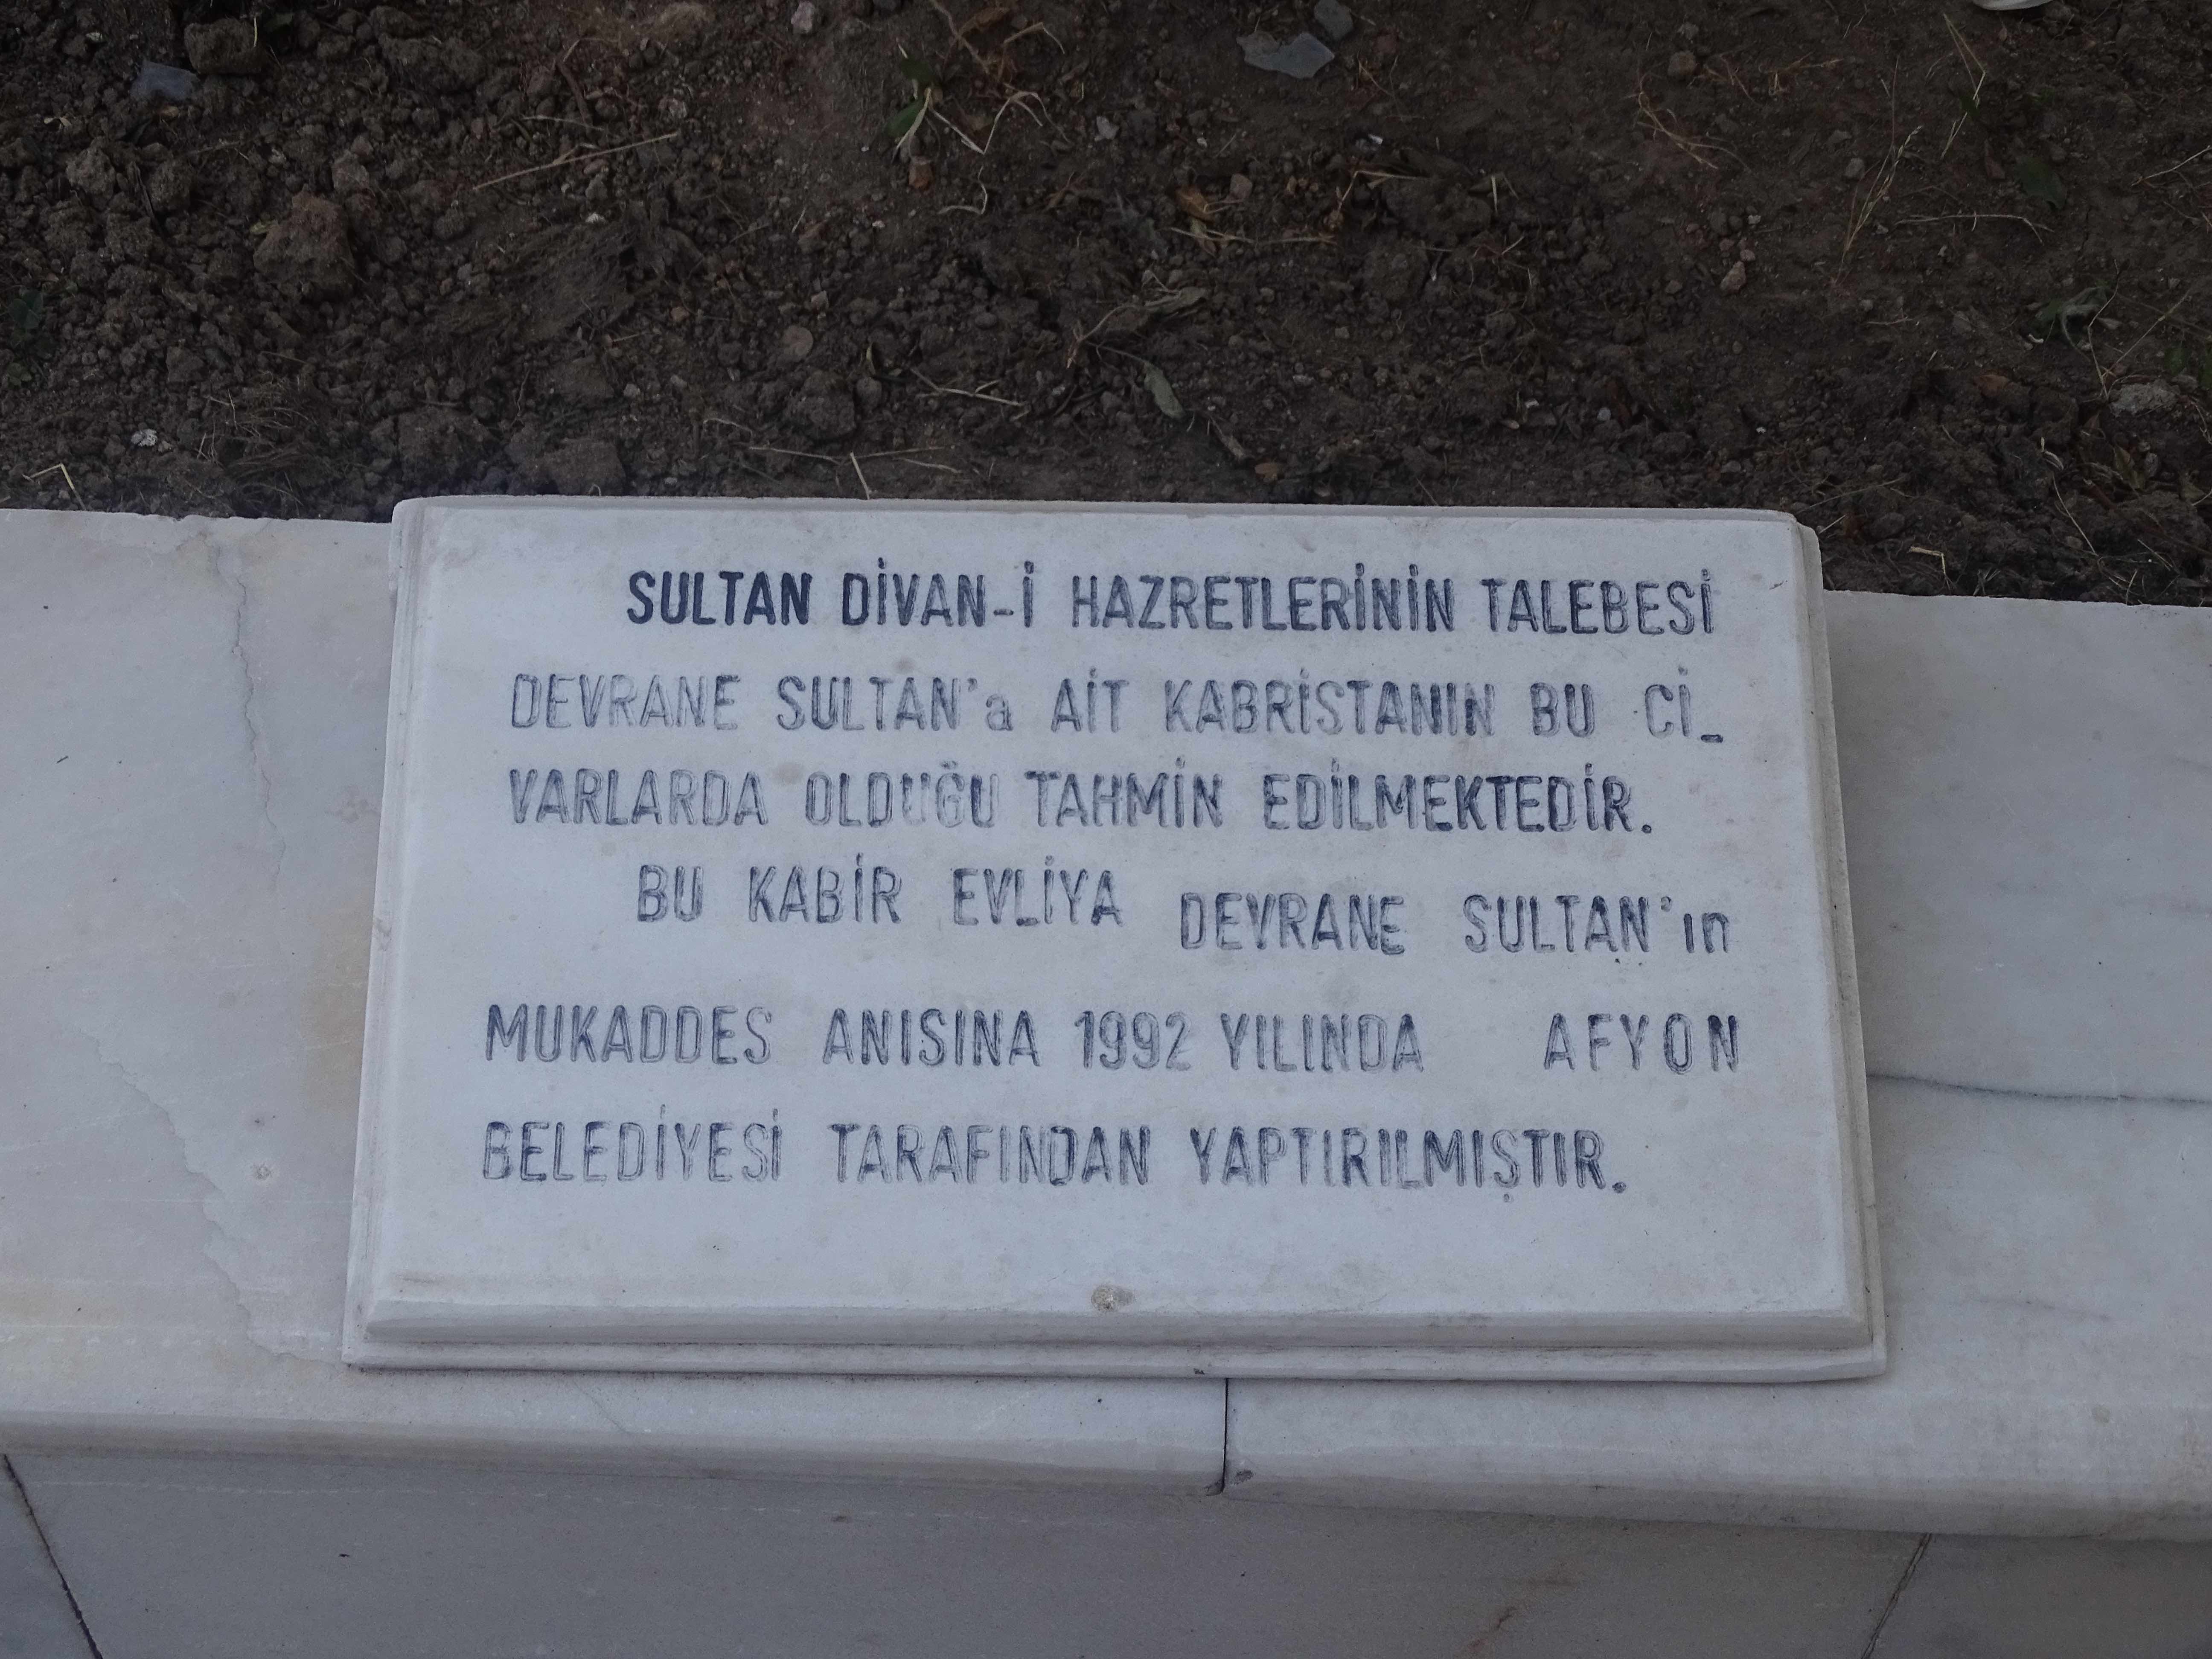 SULTAN DİVAN-İ HAZRETLERİNİN TALEBESİ
DEVRANE SULTAN'a AİT KABRİSTANIN BU Cİ-
VARLARDA OLDUĞU TAHMİN EDİLMEKTEDİR.
BU KABİR EVLİYA DEVRANE SULTAN'ın
MUKADDES ANISINA 1992 YILINDA AFYON
BELEDİYESİ TARAFINDAN YAPTIRILMIŞTIR.